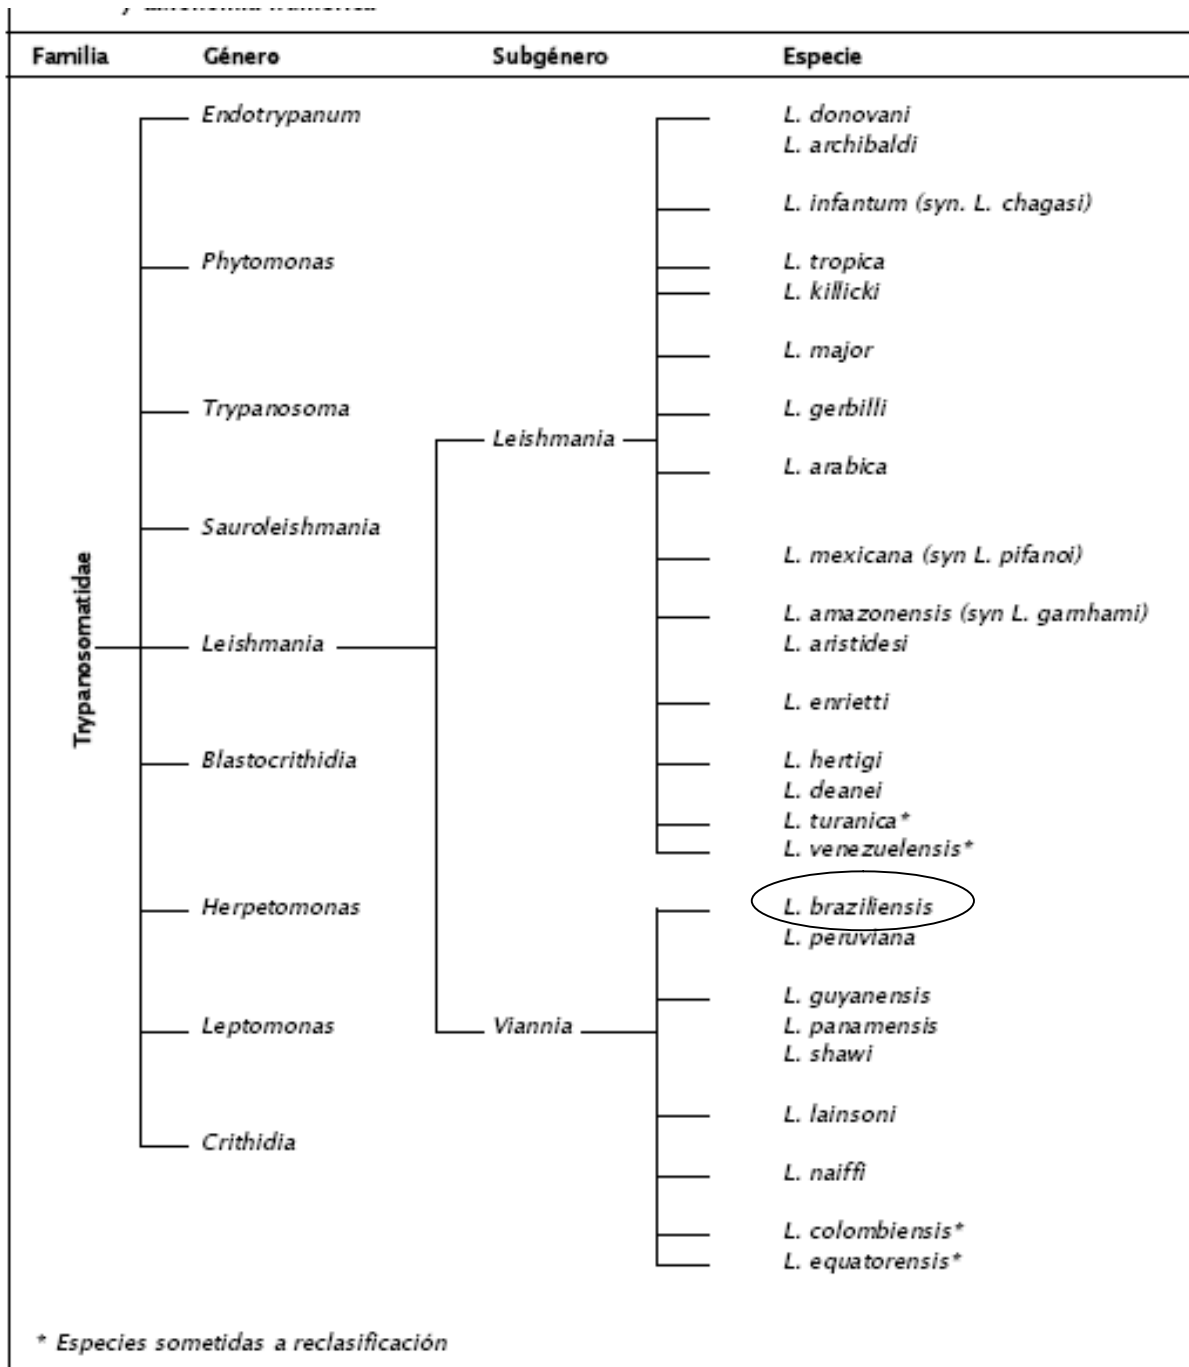 Familia Género Subgénero Especie
Endotrypanum L. donovani
L. archibaldi
L. infantum (syn. L. chagasi)
Phytomonas L. tropica
L. killicki
L. major
Trypanosoma L. gerbilli
Leishmania
L. arabica
Sauroleishmania
L. mexicana (syn L. pifanoi)
L. amazonensis (syn L. garnhami)
Trypanosomatidae
Leishmania L. aristidesi
L. enrietti
Blastocrithidia L. hertigi
L. deanei
L. turanica*
L. venezuelensis*
Herpetomonas L. braziliensis
L. peruviana
L. guyanensis
Leptomonas Viannia L. panamensis
L. shawi
L. lainsoni
Crithidia
L. naiffi
L. colombiensis*
L. equatorensis*
* Especies sometidas a reclasificación